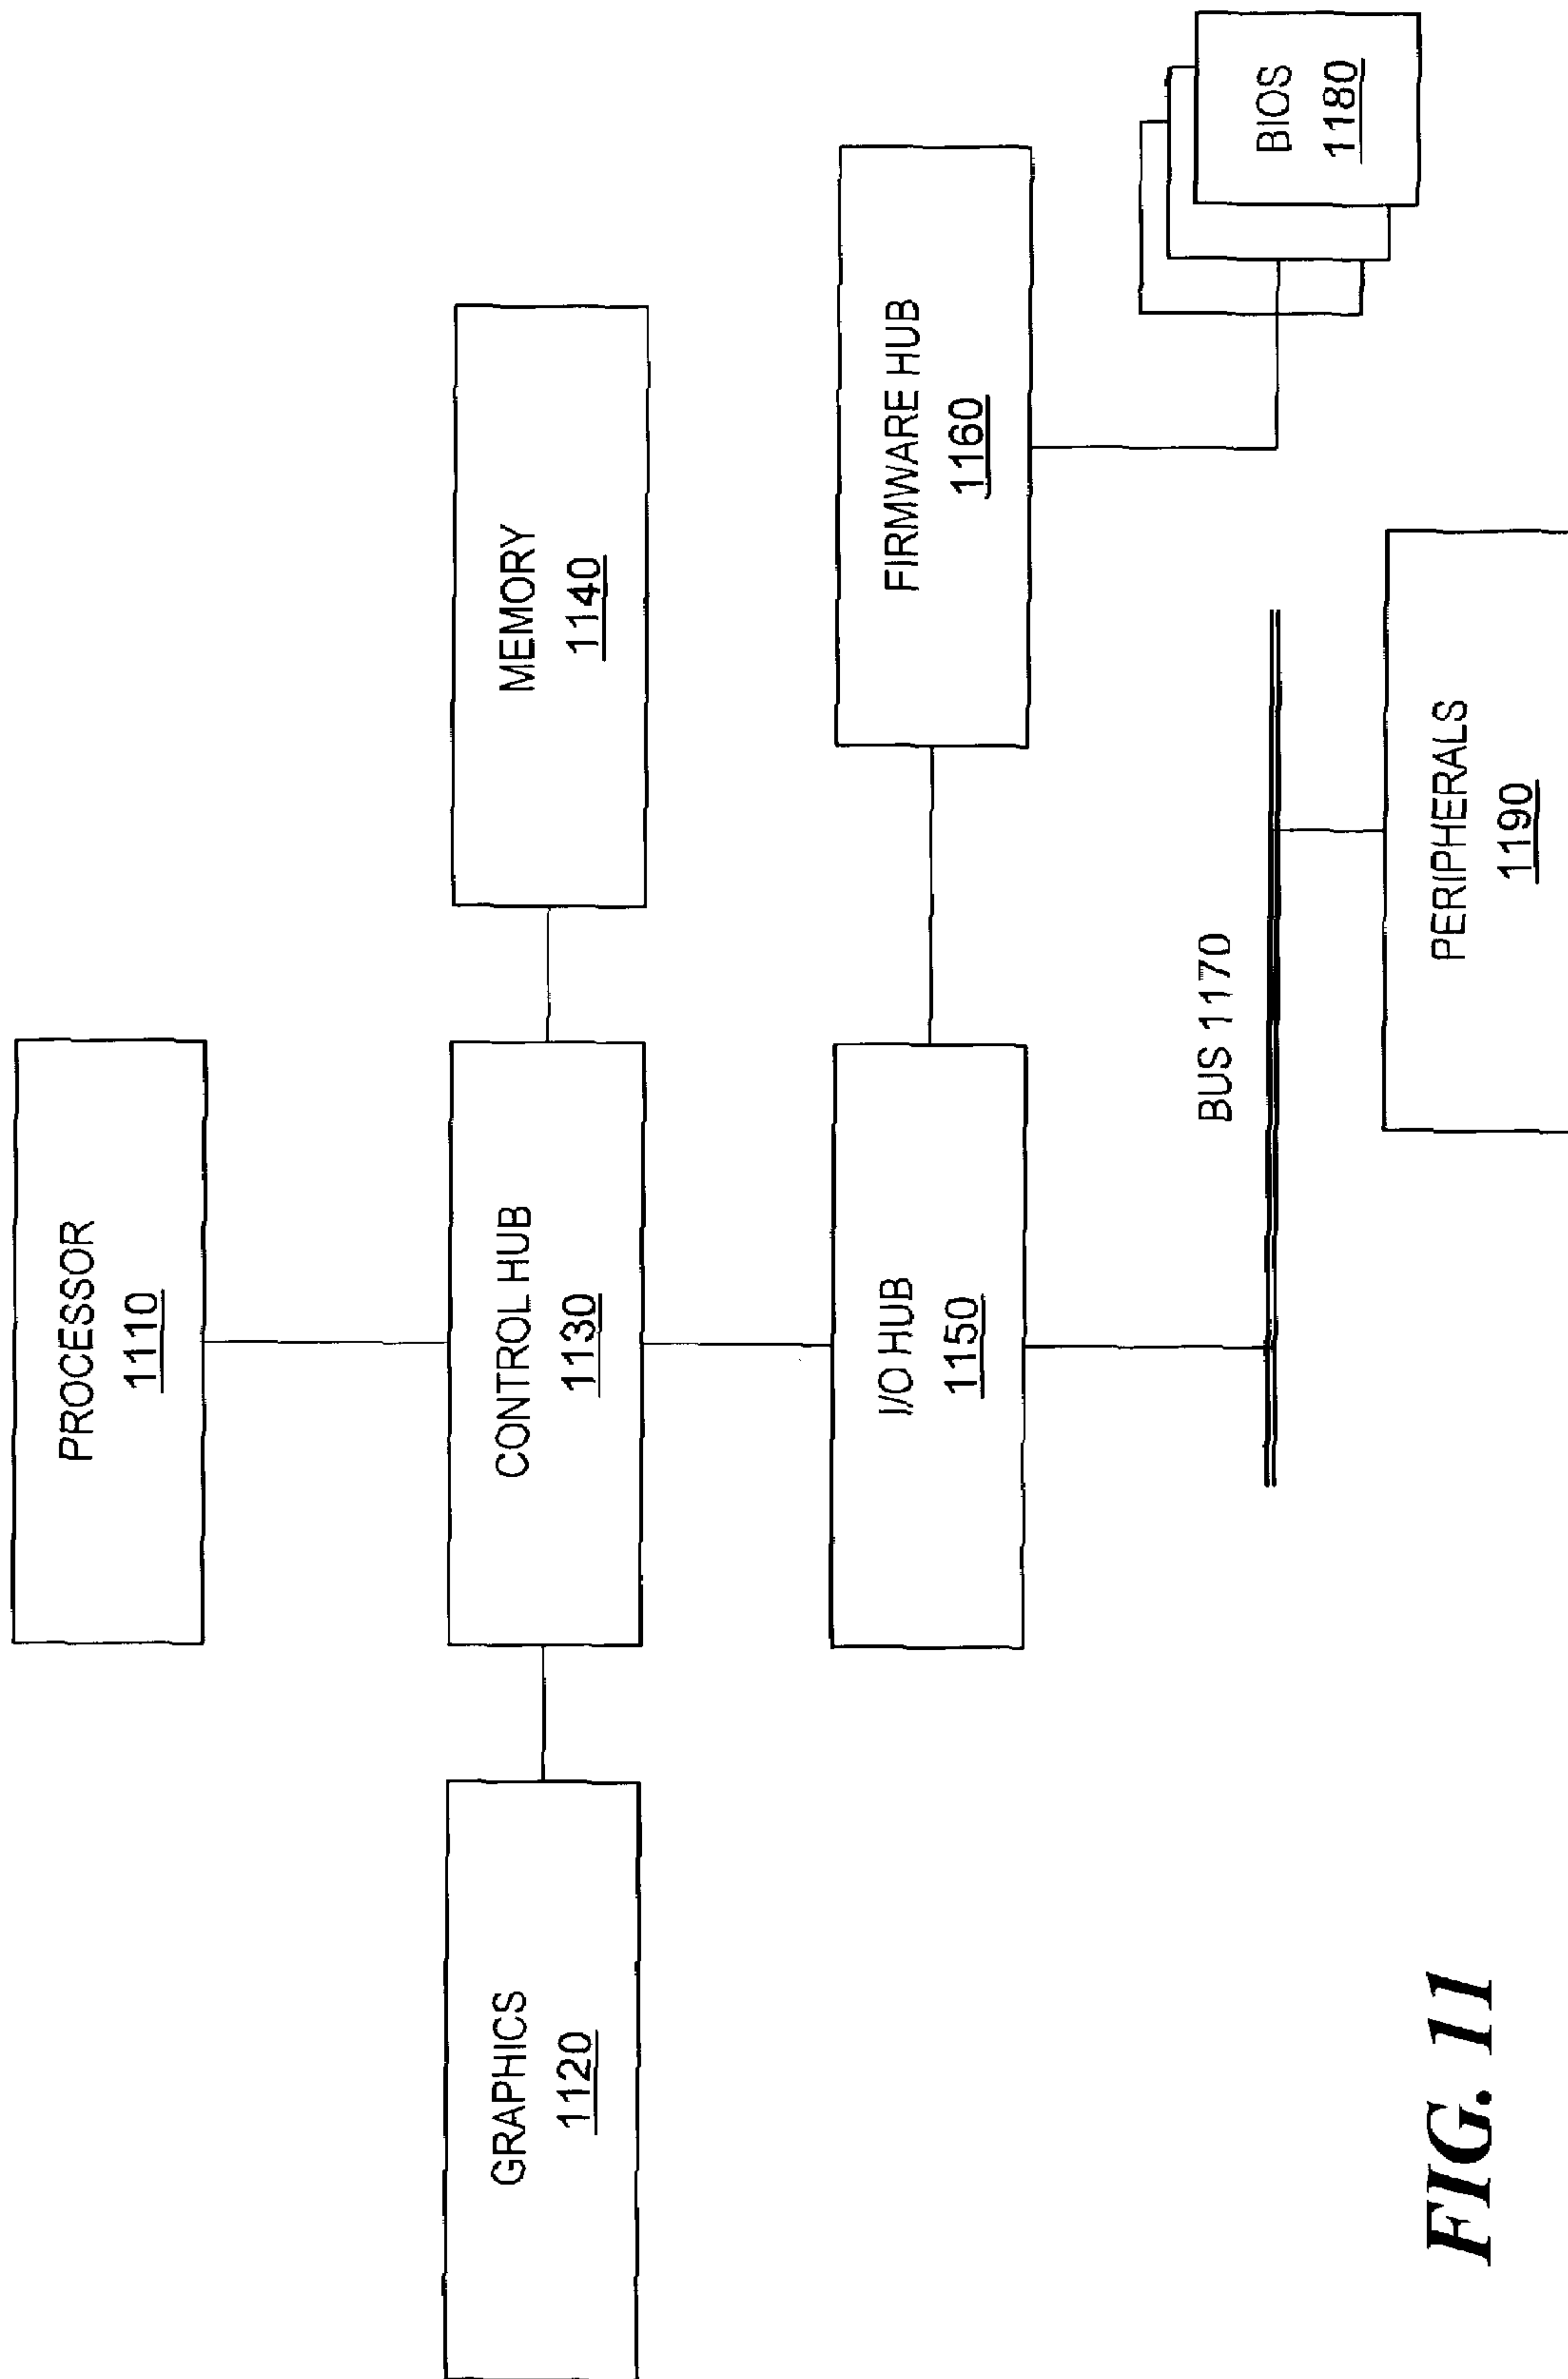 PROCESSOR
1110
GRAPHICS
1120
CONTROL HUB
1130
MEMORY
1140
I/O HUB
1150
FIRMWARE HUB
1160
BUS 1170
BIOS
1180
PERIPHERALS
1190
FIG. 11